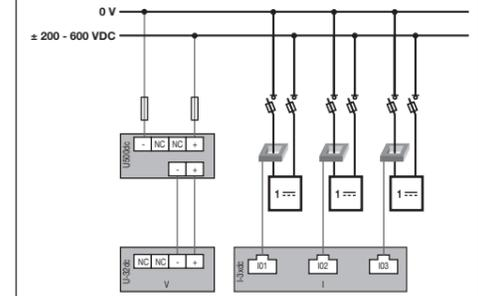 0 V
± 200 - 600 VDC
U500dc
- NC NC +
- +
1
1
1
U-32dc
NC NC - +
V
I-3xdc
I01
I02
I03
I